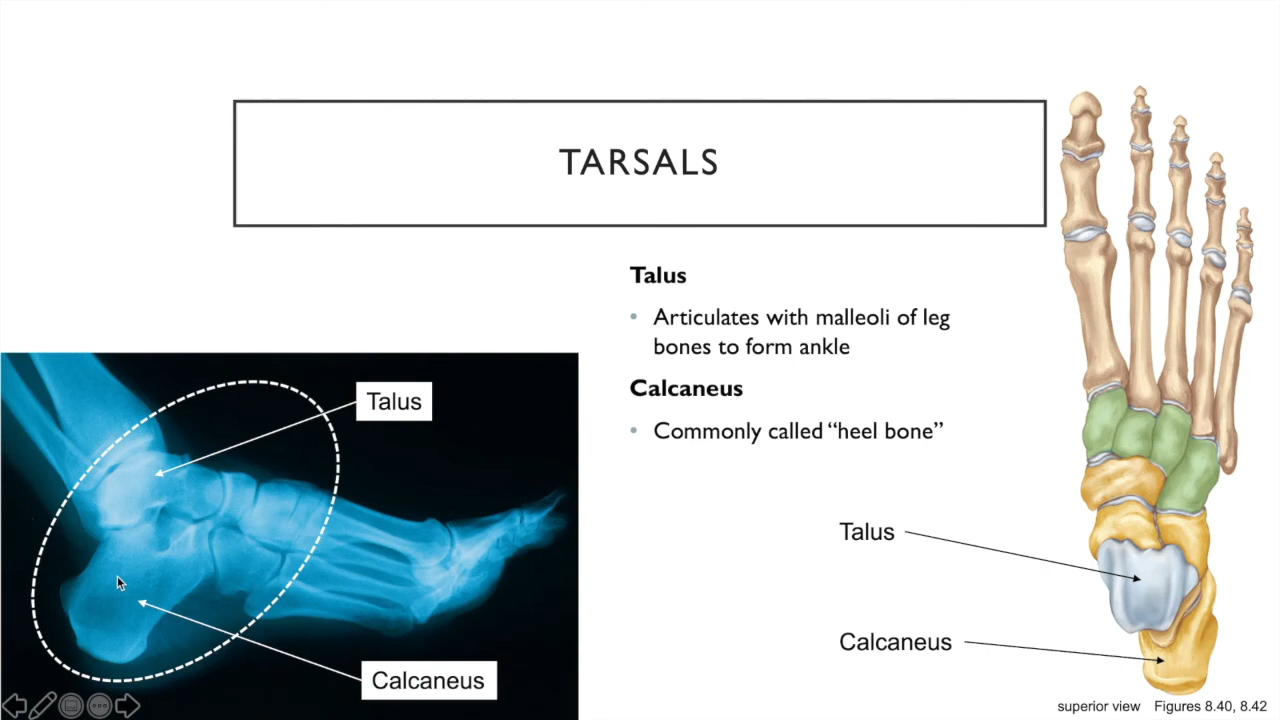 TARSALS
Talus
• Articulates with malleoli of leg
bones to form ankle
Calcaneus
• Commonly called “heel bone”
Talus
Calcaneus
Talus
Calcaneus
superior view Figures 8.40, 8.42